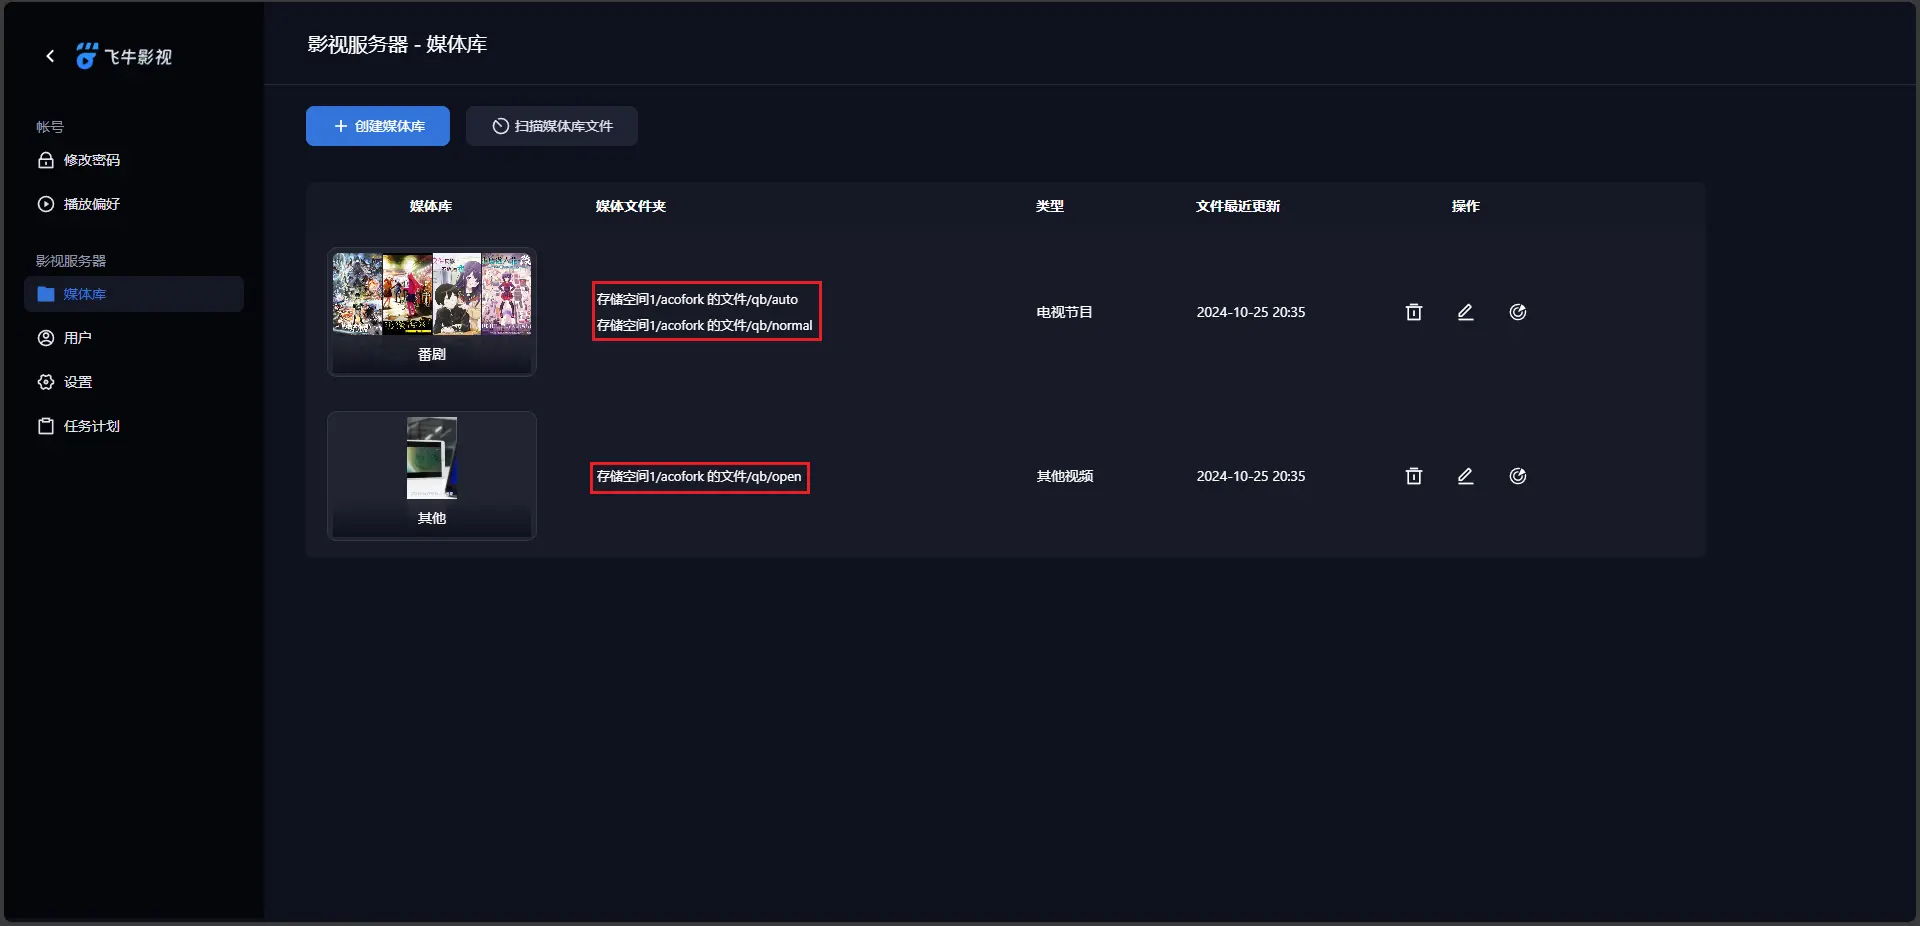 飞牛影视
帐号
修改密码
播放偏好
影视服务器
媒体库
用户
设置
任务计划
影视服务器 - 媒体库
创建媒体库
扫描媒体库文件
媒体库 媒体文件夹 类型 文件最近更新 操作
番剧
存储空间1/acofork 的文件/qb/auto
存储空间1/acofork 的文件/qb/normal
电视节目
2024-10-25 20:35
其他
存储空间1/acofork 的文件/qb/open
其他视频
2024-10-25 20:35